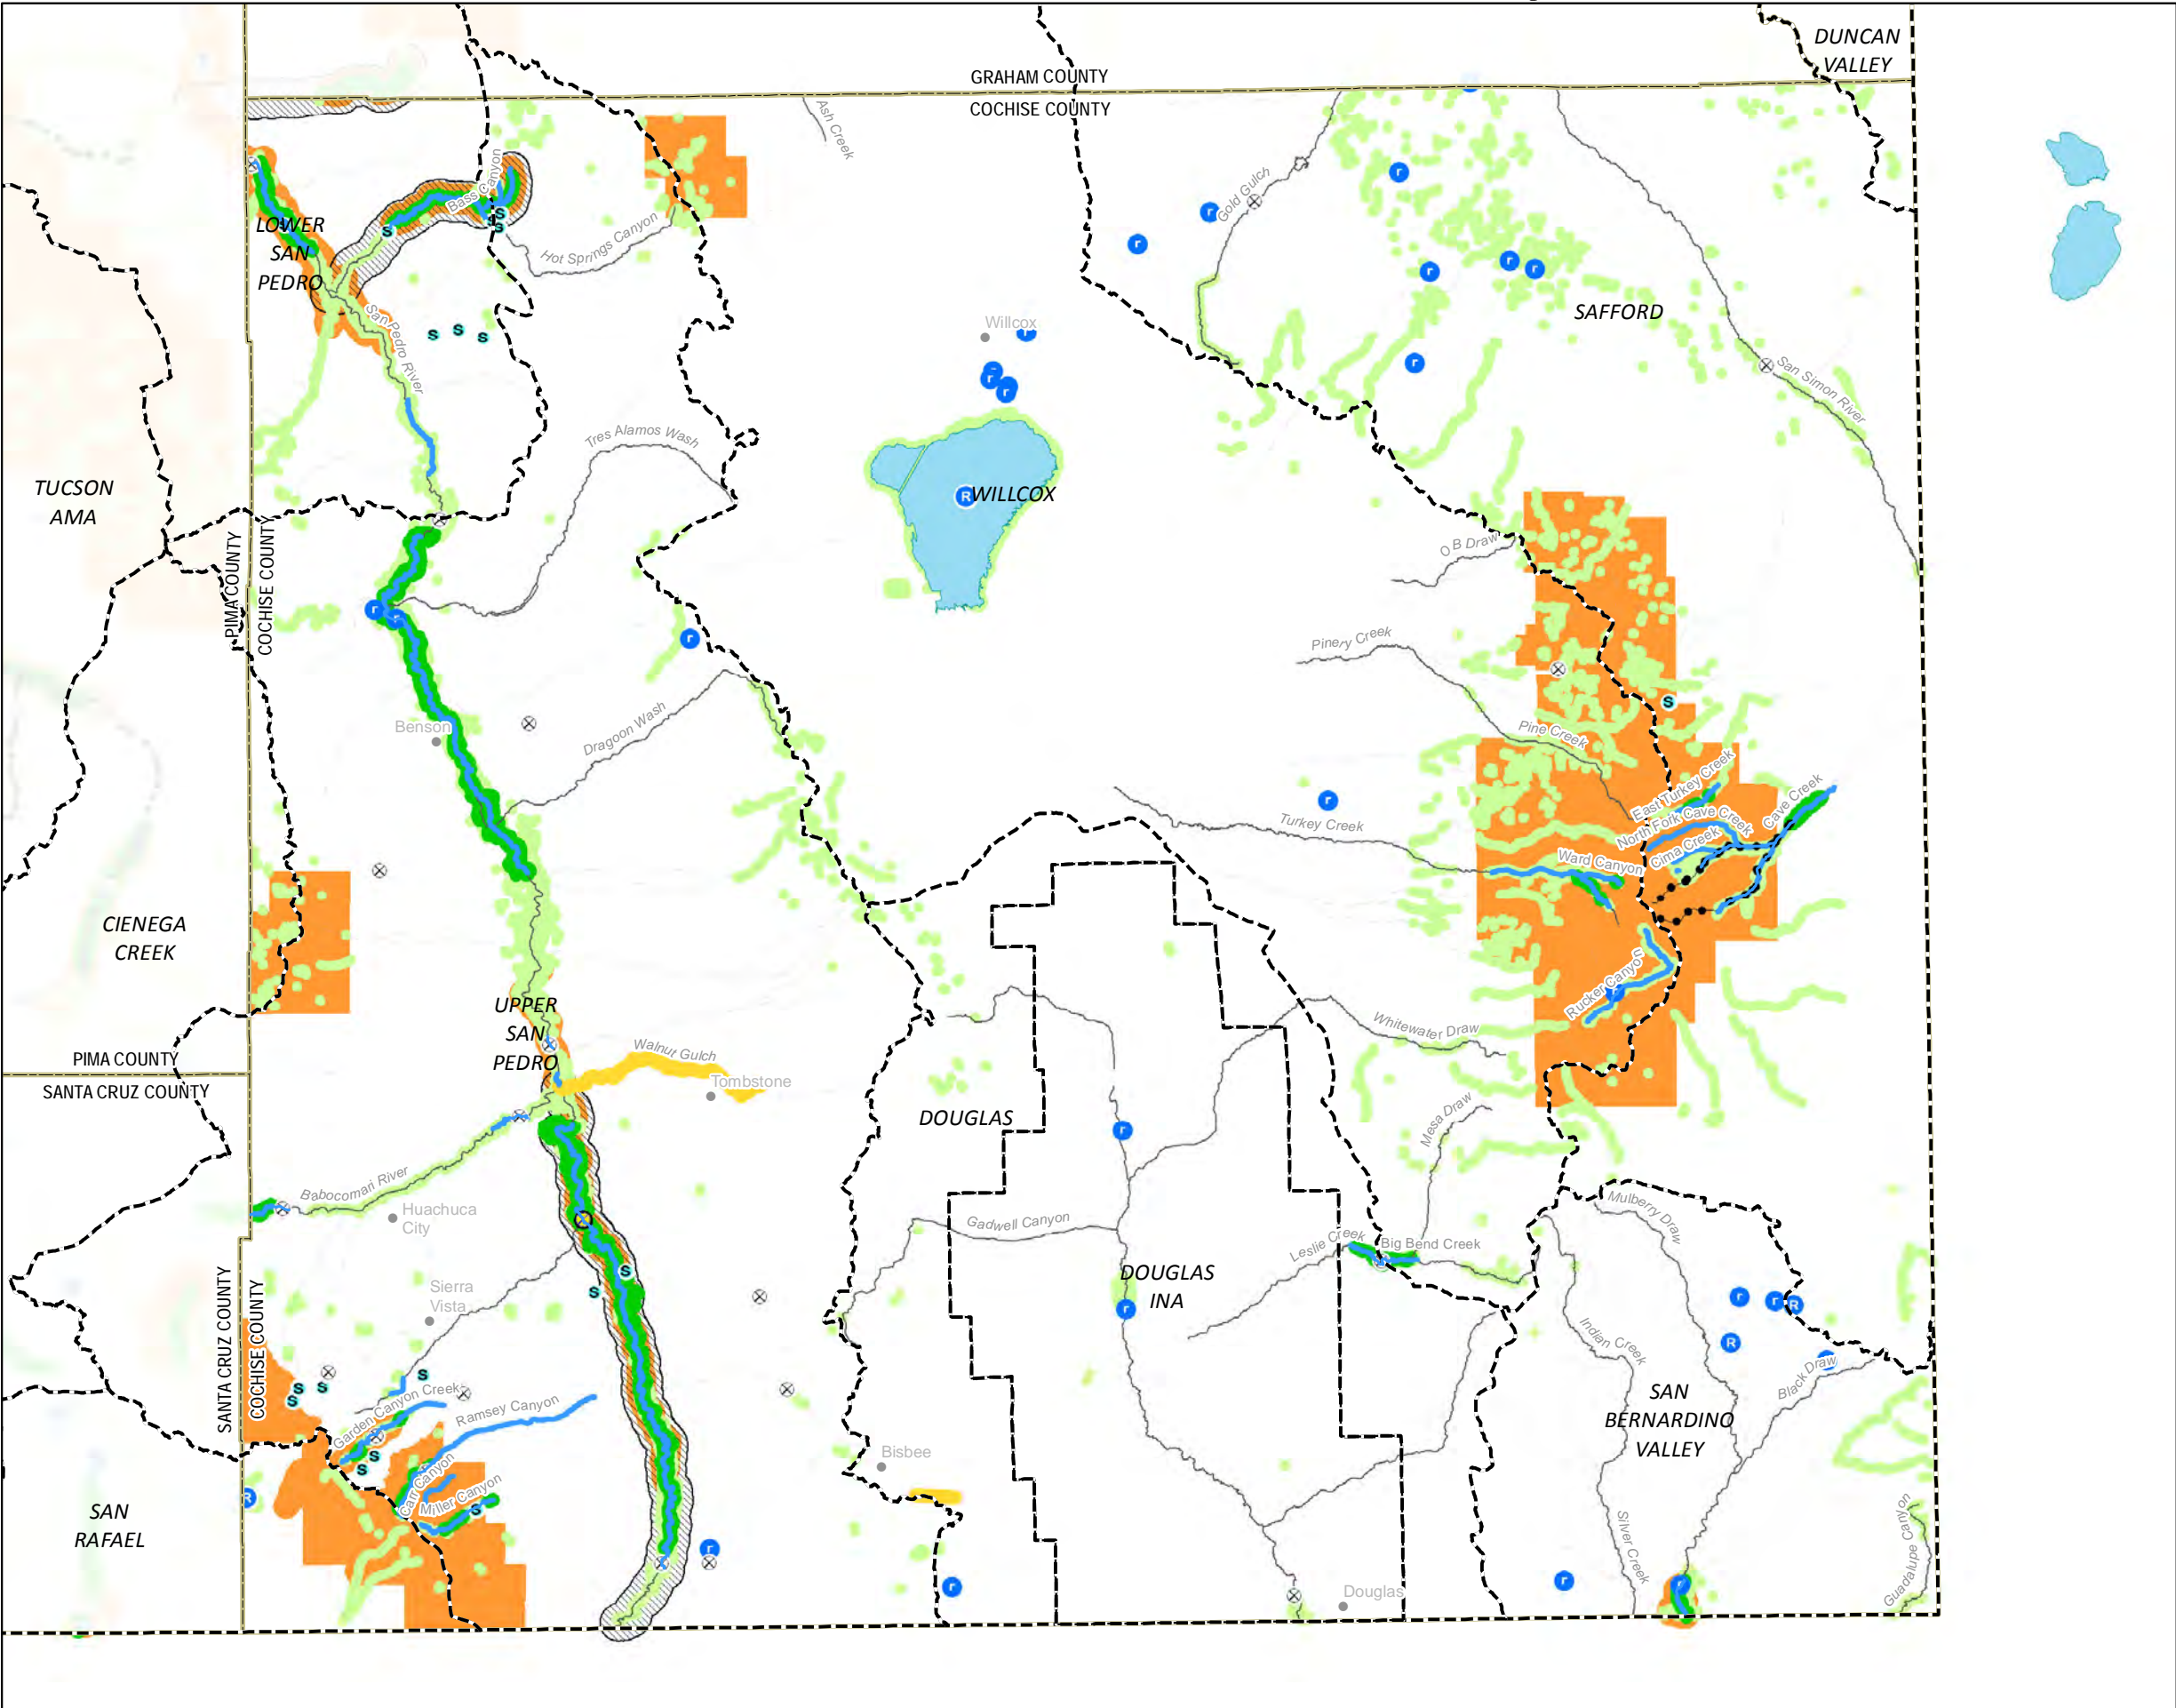 DUNCAN
VALLEY
GRAHAM COUNTY
COCHISE COUNTY
Ash Creek
Bass Canyon
Gold Gulch
LOWER
SAN
PEDRO
Hot Springs Canyon
San Pedro River
SAFFORD
Willcox
San Simon River
Tres Alamos Wash
TUCSON
AMA
WILLCOX
R
O B Draw
PIMA COUNTY
COCHISE COUNTY
Pinery Creek
Benson
Dragoon Wash
Pine Creek
East Turkey Creek
Cave Creek
North Fork Cave Creek
Cima Creek
Turkey Creek
Ward Canyon
CIENEGA
CREEK
Rucker Canyon
UPPER
SAN
PEDRO
Whitewater Draw
Walnut Gulch
PIMA COUNTY
SANTA CRUZ COUNTY
Tombstone
DOUGLAS
Mesa Draw
Babocomari River
Huachuca
City
Gadwell Canyon
Mulberry Draw
Leslie Creek
Big Bend Creek
DOUGLAS
INA
Sierra
Vista
SANTA CRUZ COUNTY
COCHISE COUNTY
Indian Creek
Black Draw
SAN
BERNARDINO
VALLEY
Garden Canyon Creek
Ramsey Canyon
Bisbee
Carr Canyon
Miller Canyon
SAN
RAFAEL
Silver Creek
Guadalupe Canyon
Douglas